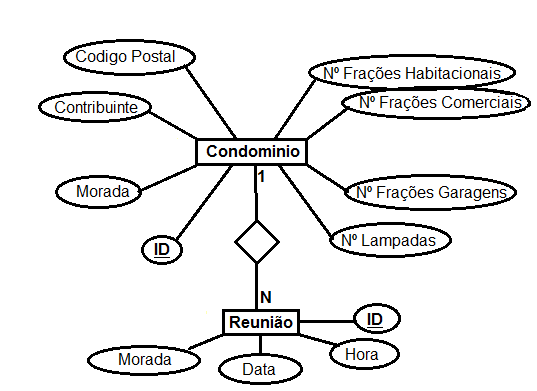 Codigo Postal
Nº Frações Habitacionais
Contribuinte
Nº Frações Comerciais
Condominio
1
Morada
Nº Frações Garagens
ID
Nº Lampadas
N
Reunião
ID
Morada
Data
Hora